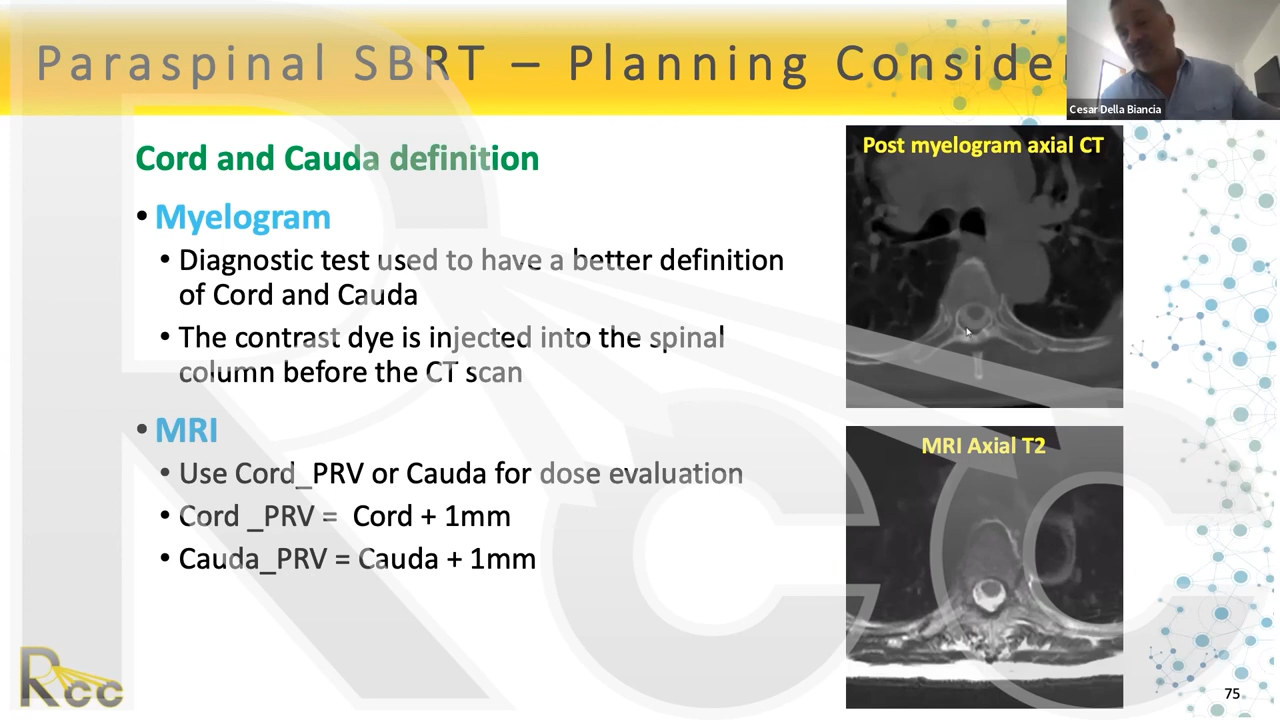 Paraspinal SBRT – Planning Consider
Cesar Della Biancia
Cord and Cauda definition
• Myelogram
• Diagnostic test used to have a better definition
of Cord and Cauda
• The contrast dye is injected into the spinal
column before the CT scan
• MRI
• Use Cord_PRV or Cauda for dose evaluation
• Cord _PRV = Cord + 1mm
• Cauda_PRV = Cauda + 1mm
Post myelogram axial CT
MRI Axial T2
Rcc
75